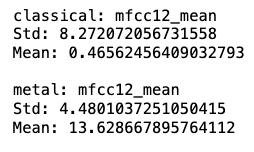 classical: mfcc12_mean
Std: 8.272072056731558
Mean: 0.46562456409032793

metal: mfcc12_mean
Std: 4.4801037251050415
Mean: 13.628667895764112